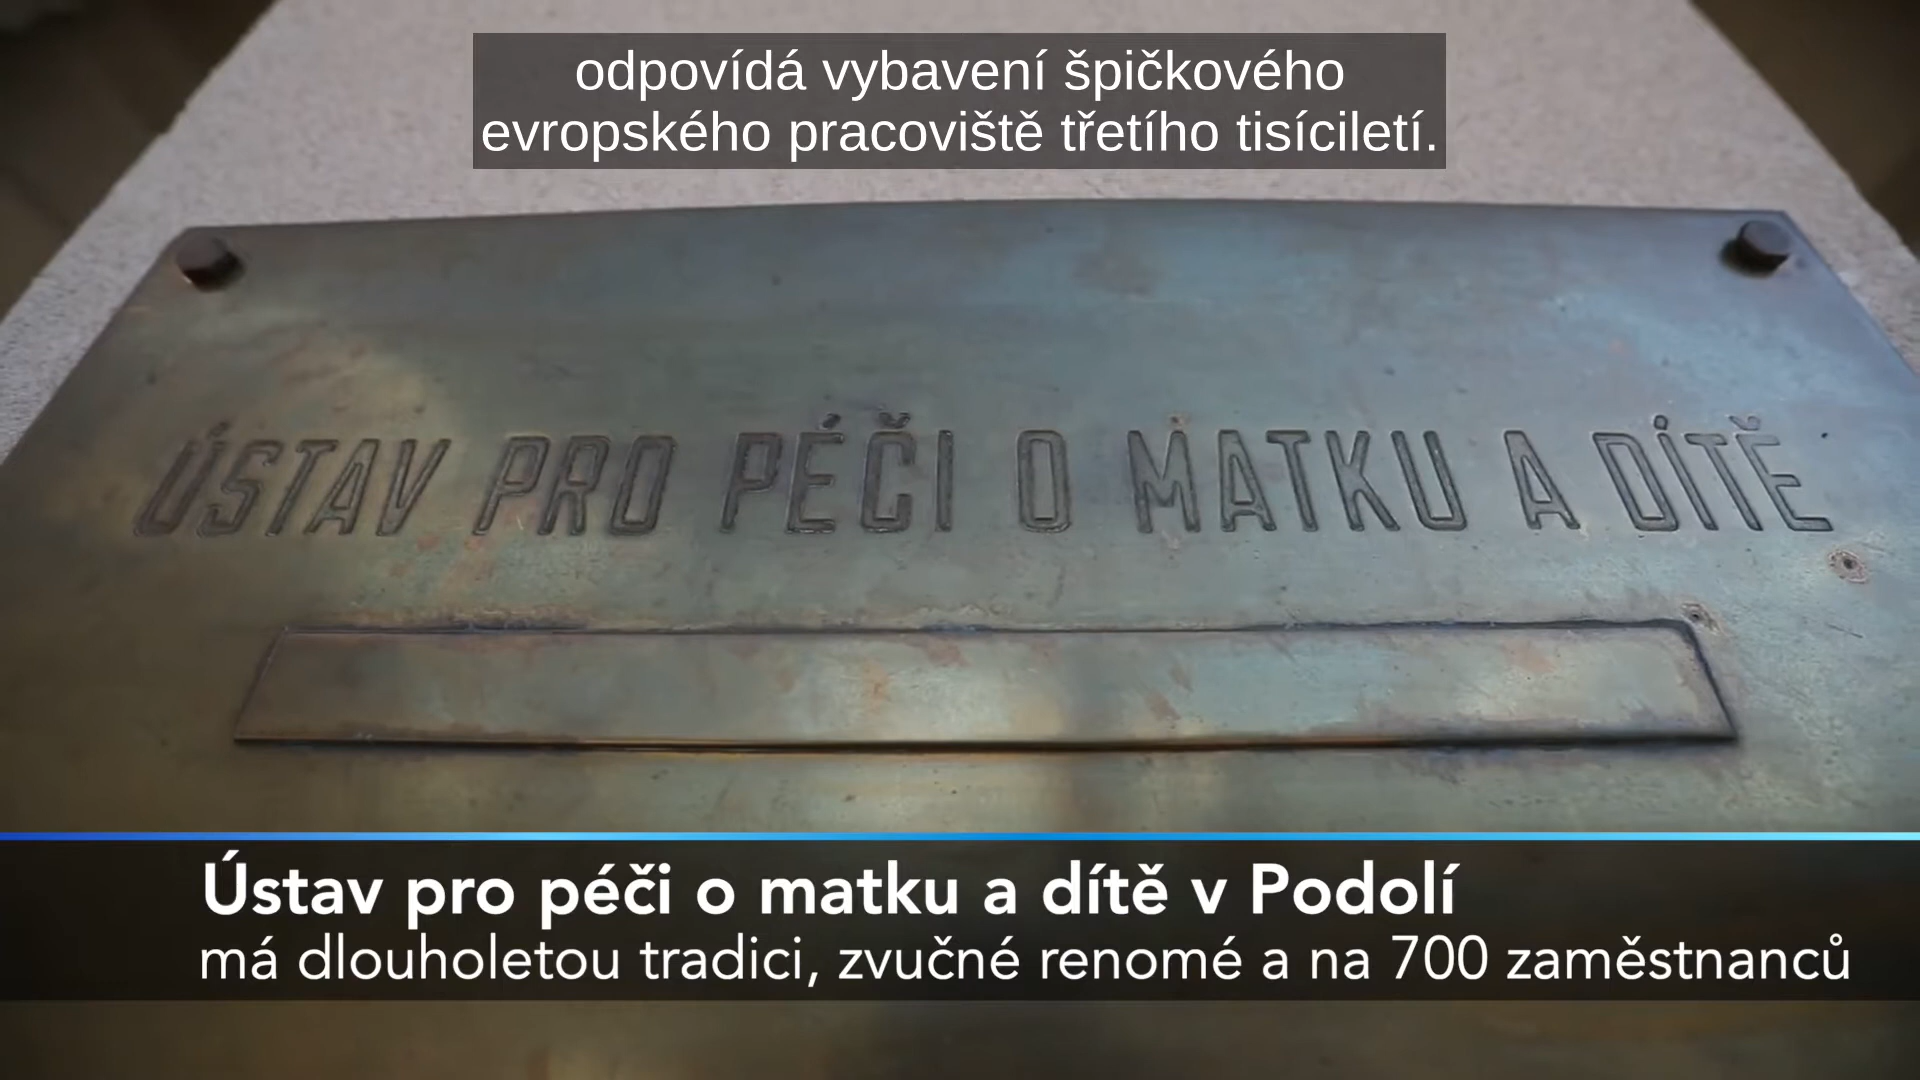 odpovídá vybavení špičkového
evropského pracoviště třetího tisíciletí.
ÚSTAV PRO PÉČI O MATKU A DÍTĚ
Ústav pro péči o matku a dítě v Podolí
má dlouholetou tradici, zvučné renomé a na 700 zaměstnanců